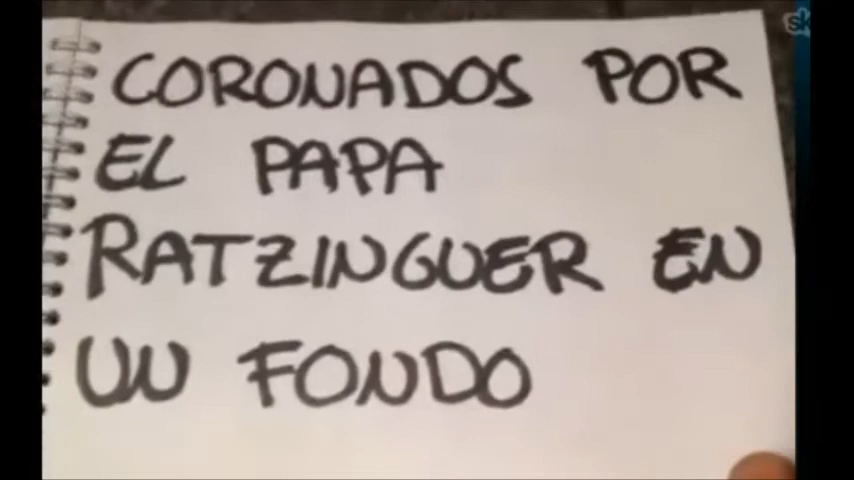 CORONADOS POR
EL PAPA
RATZINGUER EN
UN FONDO